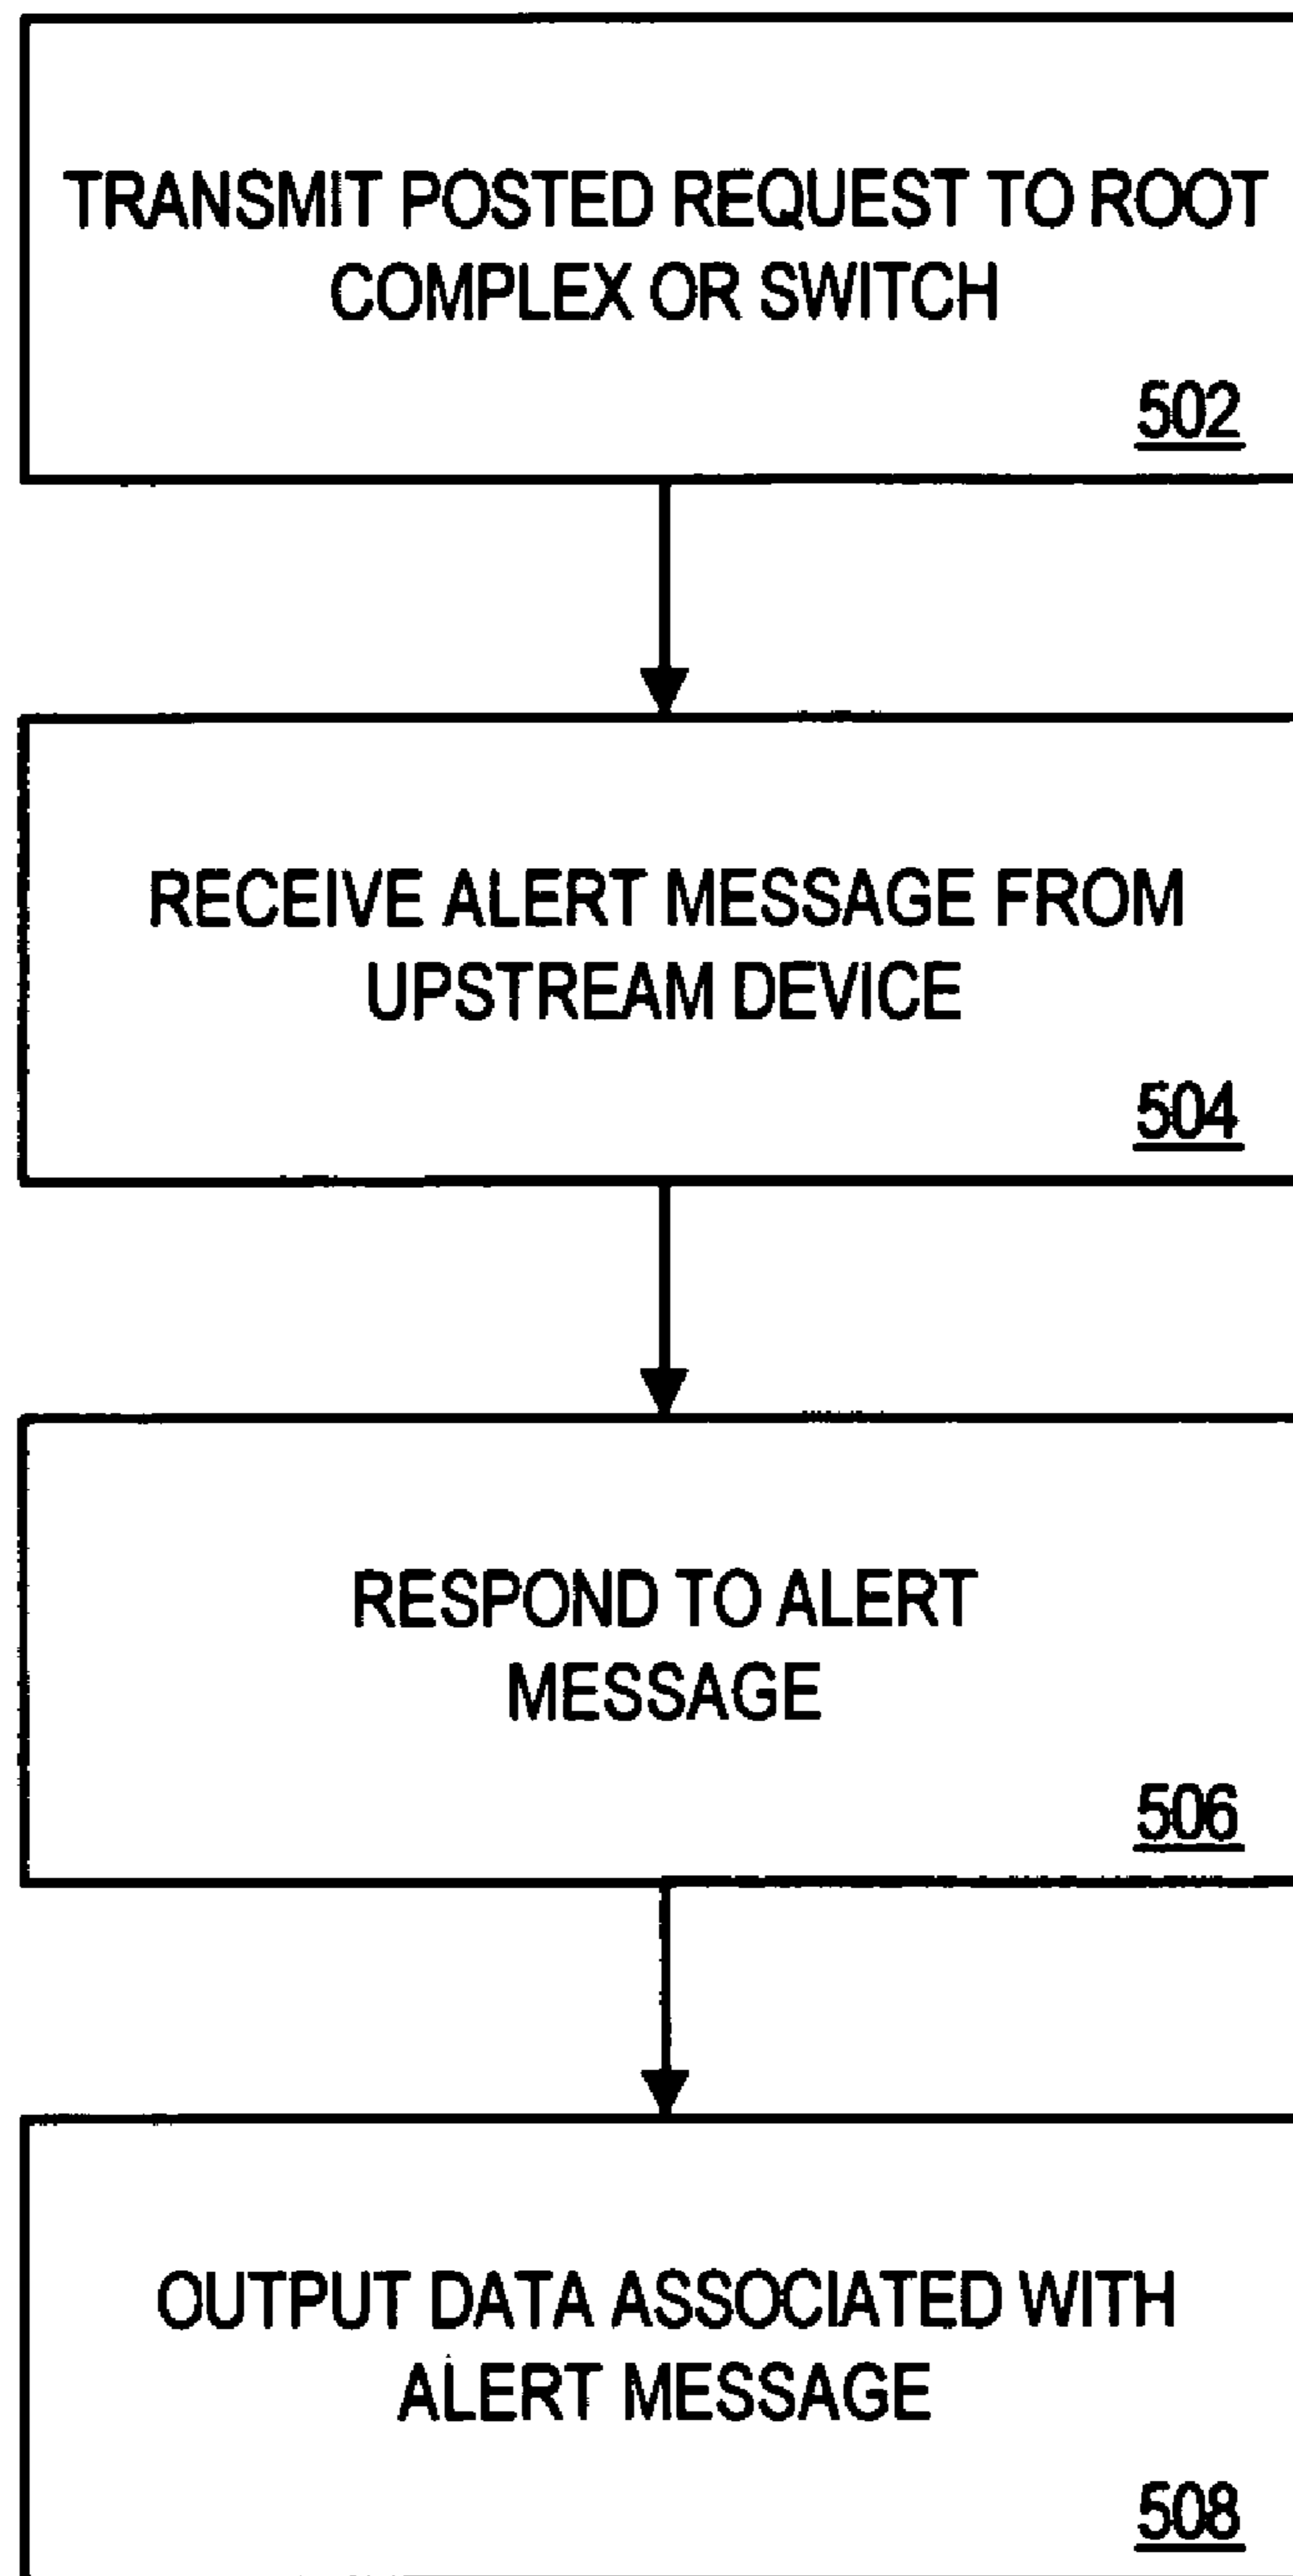 TRANSMIT POSTED REQUEST TO ROOT
COMPLEX OR SWITCH
502
RECEIVE ALERT MESSAGE FROM
UPSTREAM DEVICE
504
RESPOND TO ALERT
MESSAGE
506
OUTPUT DATA ASSOCIATED WITH
ALERT MESSAGE
508